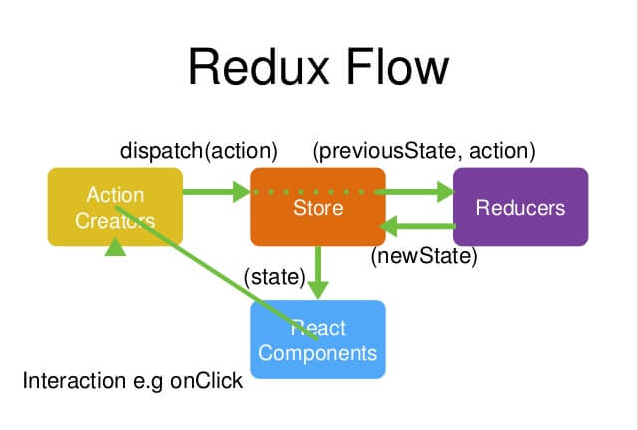 Redux Flow
dispatch(action)
(previousState, action)
Action
Creators
Store
Reducers
(newState)
(state)
React
Components
Interaction e.g onClick